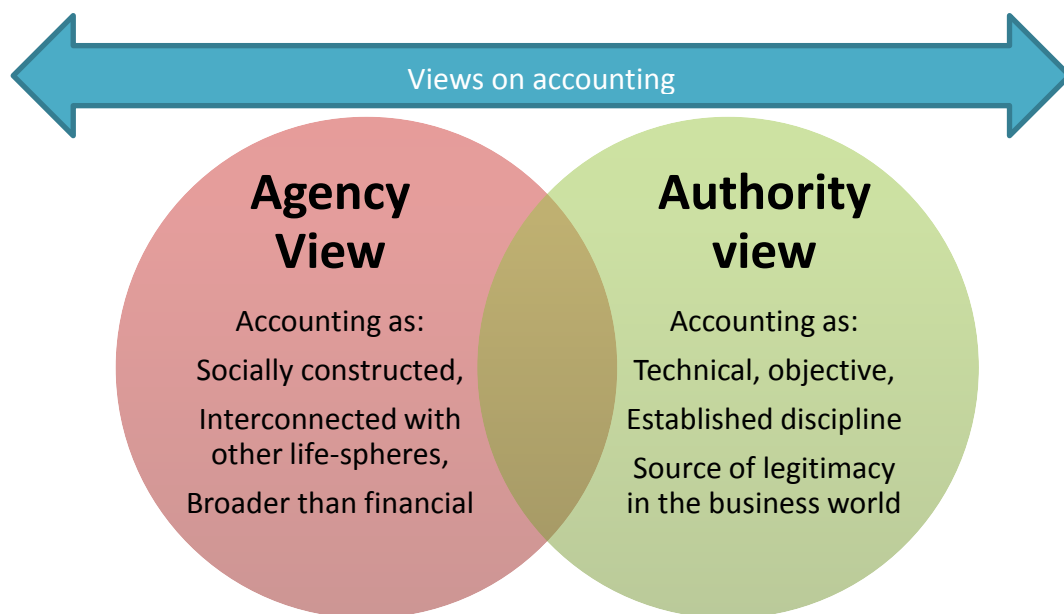 Views on accounting
Agency
View
Accounting as:
Socially constructed,
Interconnected with
other life-spheres,
Broader than financial
Authority
view
Accounting as:
Technical, objective,
Established discipline
Source of legitimacy
in the business world